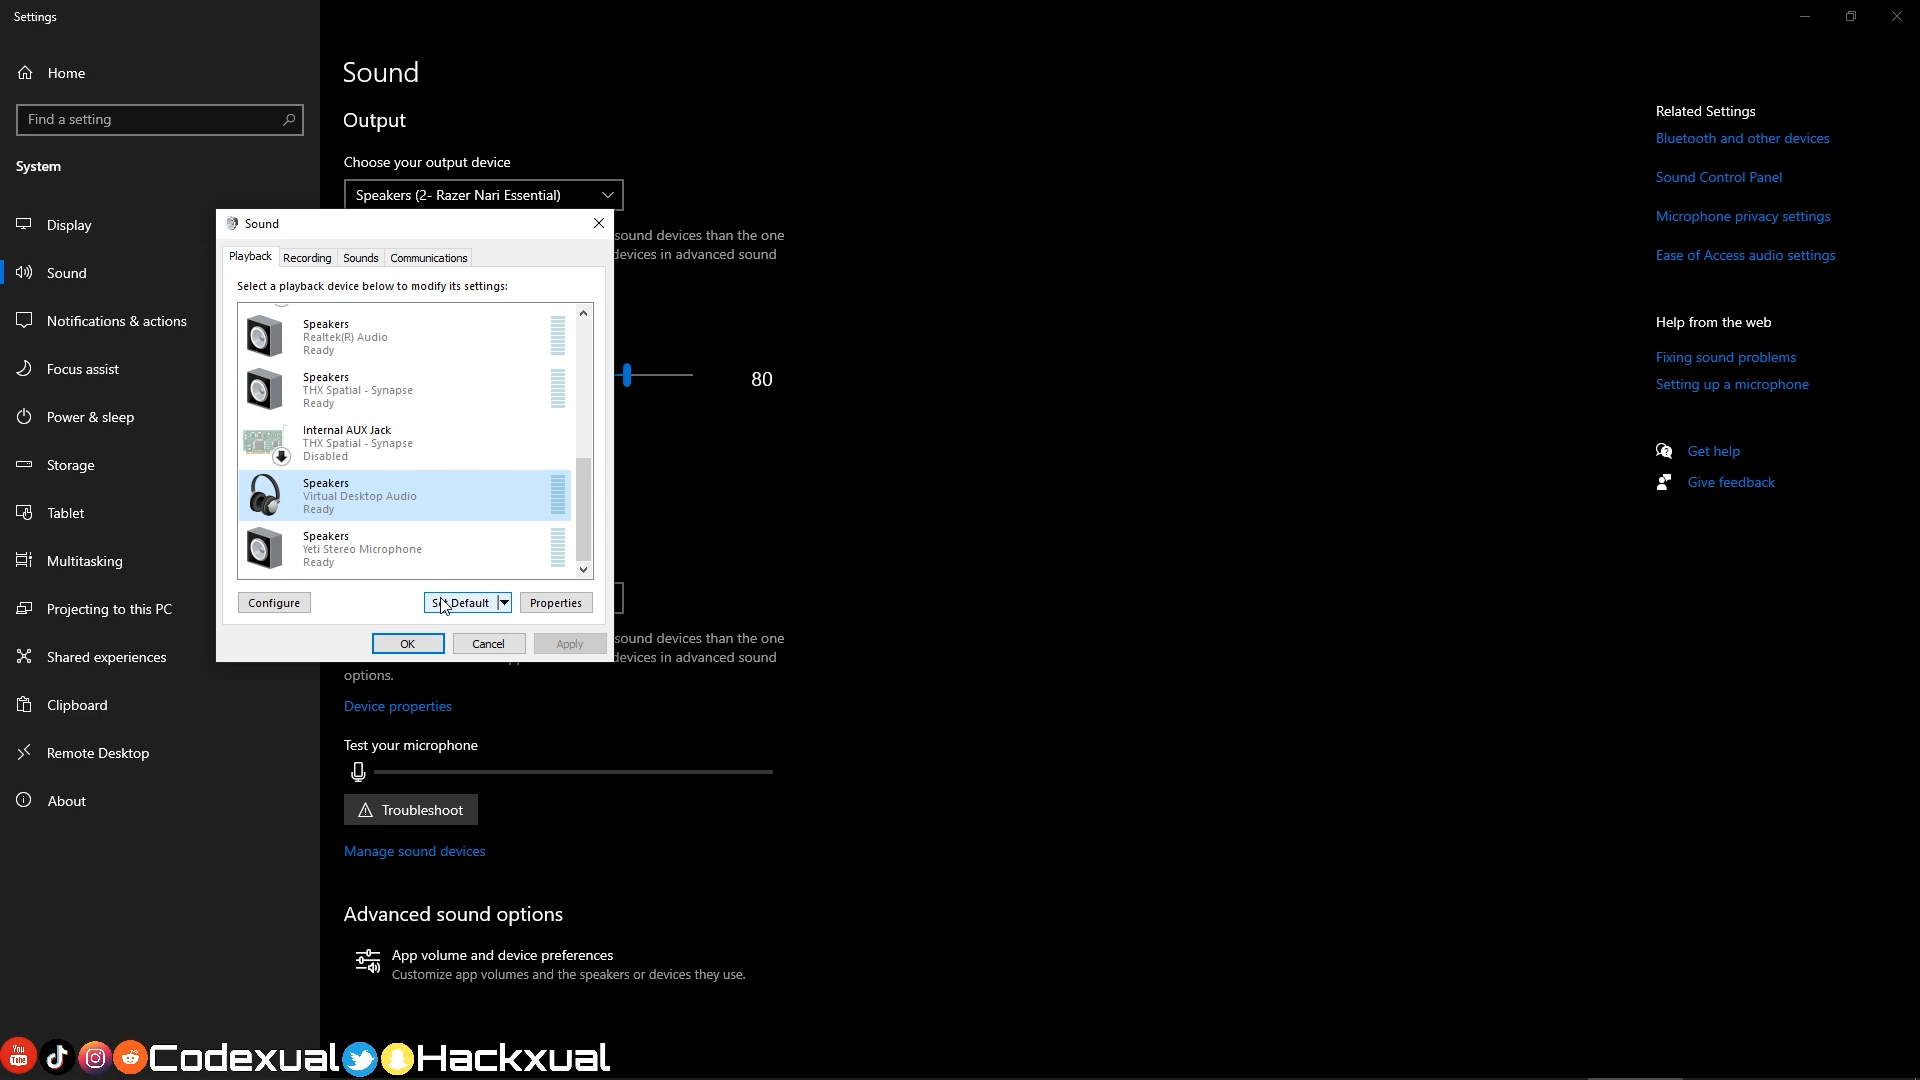 Settings
Home
Find a setting
System
Display
Sound
Notifications & actions
Focus assist
Power & sleep
Storage
Tablet
Multitasking
Projecting to this PC
Shared experiences
Clipboard
Remote Desktop
About
Sound
Output
Choose your output device
Speakers (2- Razer Nari Essential)
sound devices than the one
devices in advanced sound
80
Sound
Playback Recording Sounds Communications
Select a playback device below to modify its settings:
Speakers
Realtek(R) Audio
Ready
Speakers
THX Spatial - Synapse
Ready
Internal AUX Jack
THX Spatial - Synapse
Disabled
Speakers
Virtual Desktop Audio
Ready
Speakers
Yeti Stereo Microphone
Ready
Configure Set Default Properties
OK Cancel Apply
sound devices than the one
devices in advanced sound
options.
Device properties
Test your microphone
Troubleshoot
Manage sound devices
Advanced sound options
App volume and device preferences
Customize app volumes and the speakers or devices they use.
Related Settings
Bluetooth and other devices
Sound Control Panel
Microphone privacy settings
Ease of Access audio settings
Help from the web
Fixing sound problems
Setting up a microphone
Get help
Give feedback
You
Tube
Codexual Hackxual